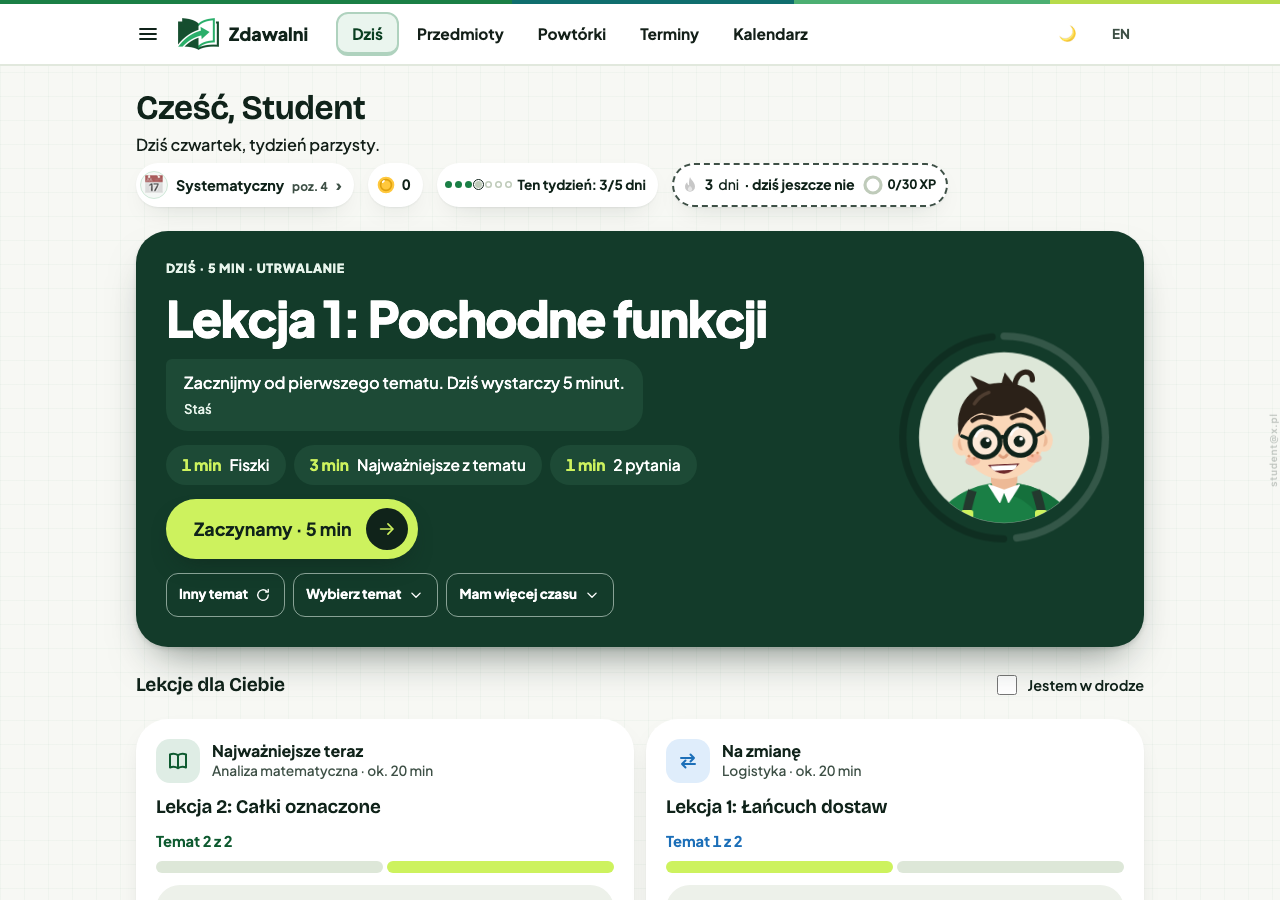 Zdawalni
Dziś
Przedmioty
Powtórki
Terminy
Kalendarz
EN
Cześć, Student
Dziś czwartek, tydzień parzysty.
17 Systematyczny poz. 4 ›
0
Ten tydzień: 3/5 dni
3 dni · dziś jeszcze nie 0/30 XP
DZIŚ · 5 MIN · UTRWALANIE
Lekcja 1: Pochodne funkcji
Zacznijmy od pierwszego tematu. Dziś wystarczy 5 minut.
Staś
1 min Fiszki
3 min Najważniejsze z tematu
1 min 2 pytania
Zaczynamy · 5 min
Inny temat
Wybierz temat
Mam więcej czasu
student@x.pl
Lekcje dla Ciebie
Jestem w drodze
Najważniejsze teraz
Analiza matematyczna · ok. 20 min
Lekcja 2: Całki oznaczone
Temat 2 z 2
Na zmianę
Logistyka · ok. 20 min
Lekcja 1: Łańcuch dostaw
Temat 1 z 2